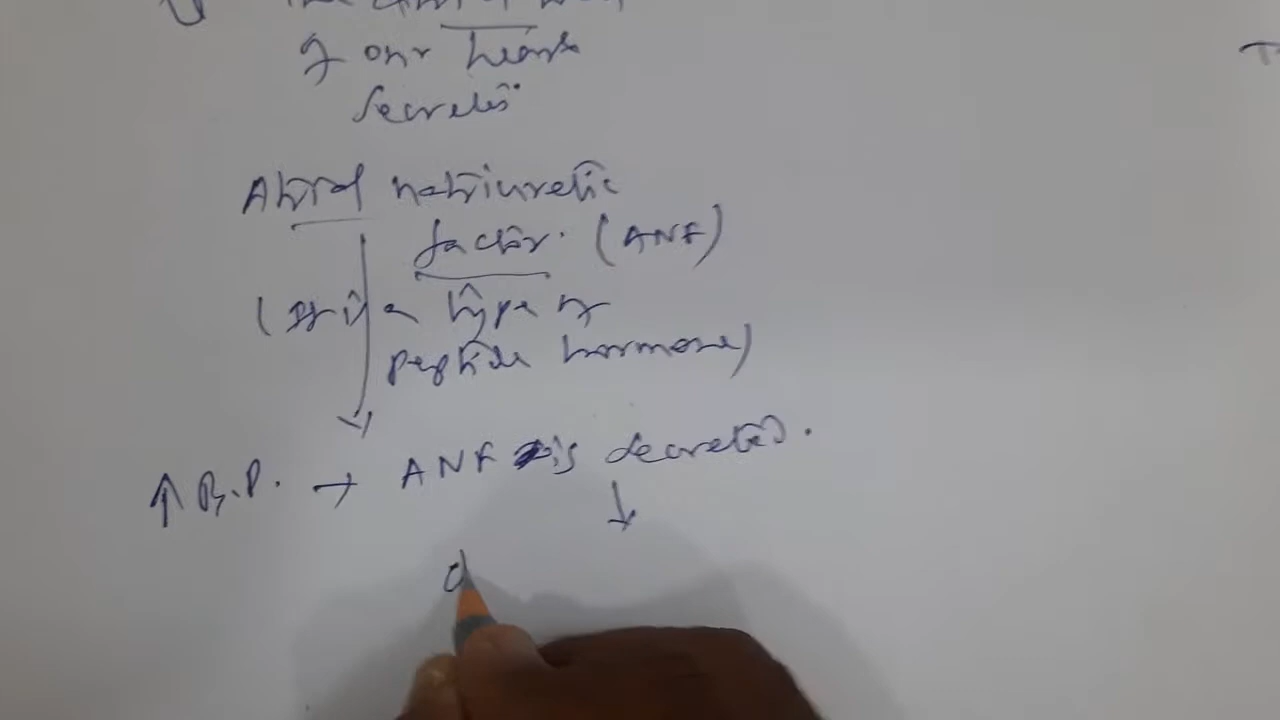 of our heart
secretes
Atrial natriuretic
factor. (ANF)
(It is a type of
peptide hormone)
↑ B.P. → ANF is secreted.
↓
d